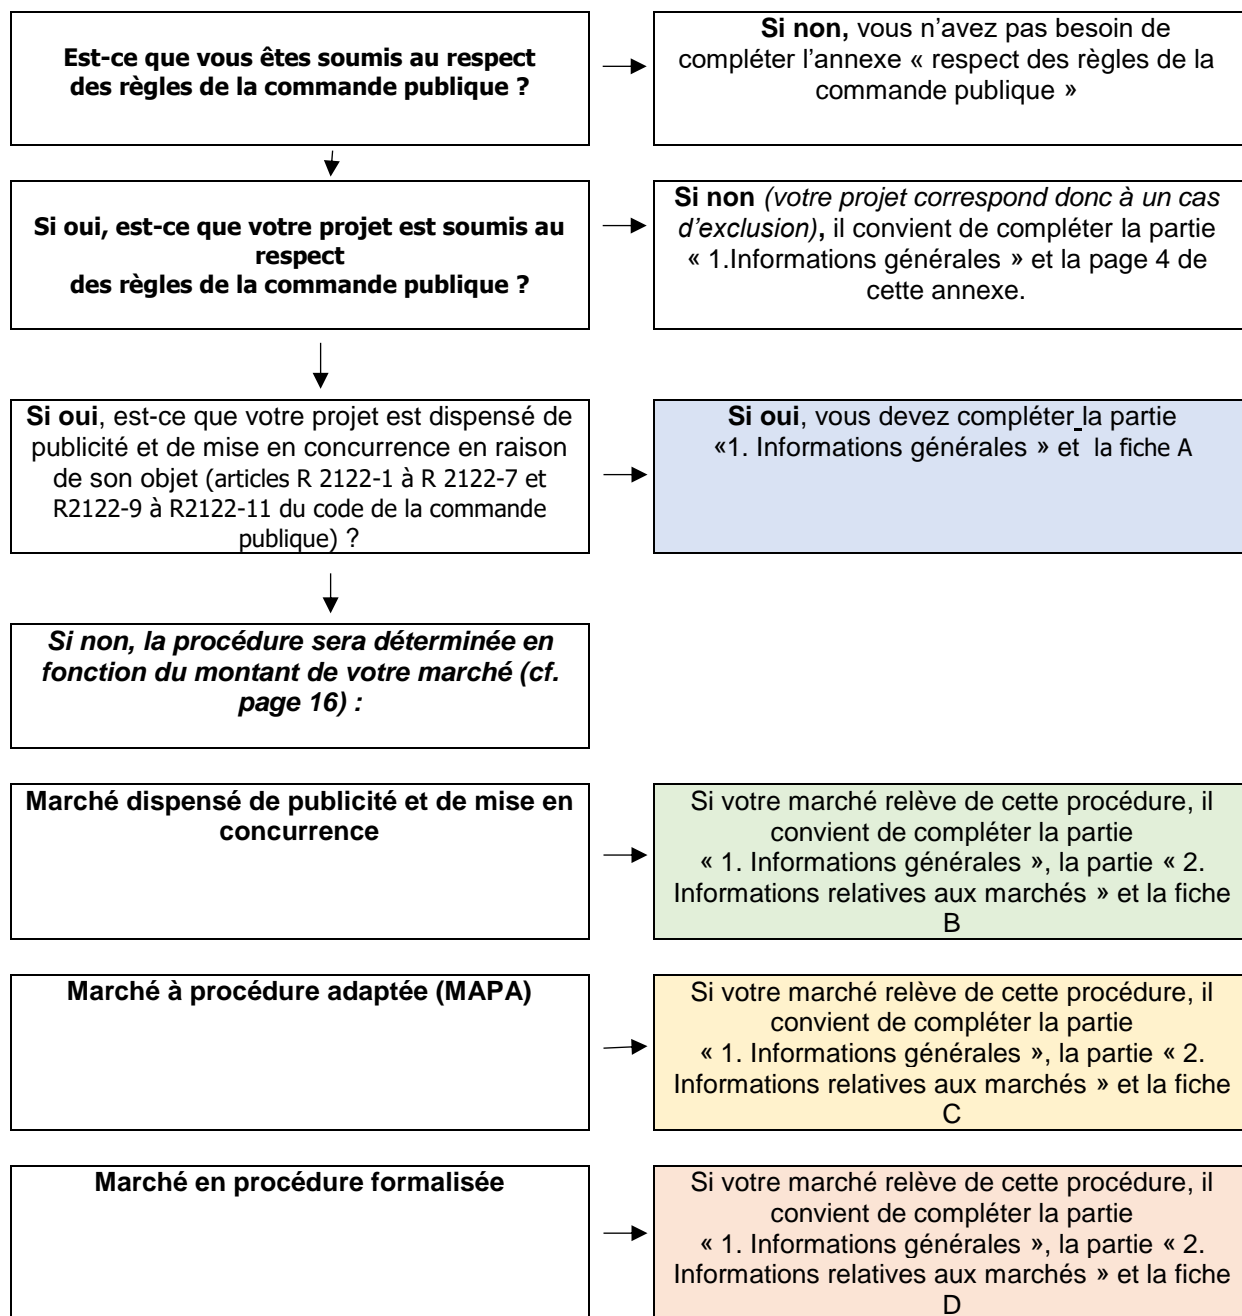 Est-ce que vous êtes soumis au respect
des règles de la commande publique ?
Si non, vous n'avez pas besoin de
compléter l'annexe « respect des règles de la
commande publique »
Si oui, est-ce que votre projet est soumis au
respect
des règles de la commande publique ?
Si non (votre projet correspond donc à un cas
d'exclusion), il convient de compléter la partie
« 1.Informations générales » et la page 4 de
cette annexe.
Si oui, est-ce que votre projet est dispensé de
publicité et de mise en concurrence en raison
de son objet (articles R 2122-1 à R 2122-7 et
R2122-9 à R2122-11 du code de la commande
publique) ?
Si oui, vous devez compléter la partie
«1. Informations générales » et la fiche A
Si non, la procédure sera déterminée en
fonction du montant de votre marché (cf.
page 16) :
Marché dispensé de publicité et de mise en
concurrence
Si votre marché relève de cette procédure, il
convient de compléter la partie
« 1. Informations générales », la partie « 2.
Informations relatives aux marchés » et la fiche
B
Marché à procédure adaptée (MAPA)
Si votre marché relève de cette procédure, il
convient de compléter la partie
« 1. Informations générales », la partie « 2.
Informations relatives aux marchés » et la fiche
C
Marché en procédure formalisée
Si votre marché relève de cette procédure, il
convient de compléter la partie
« 1. Informations générales », la partie « 2.
Informations relatives aux marchés » et la fiche
D